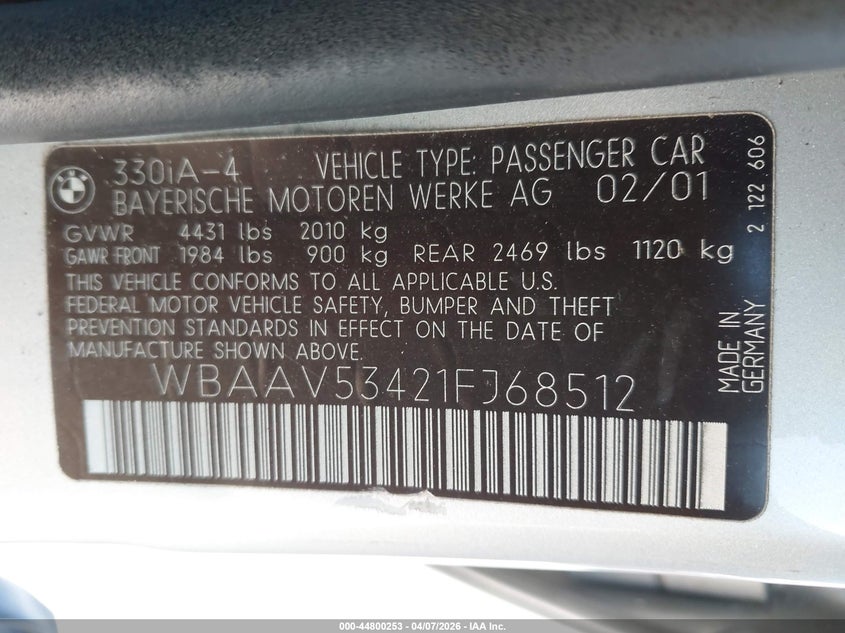 BMW
330iA-4 VEHICLE TYPE: PASSENGER CAR
BAYERISCHE MOTOREN WERKE AG 02/01
GVWR 4431 lbs 2010 kg
GAWR FRONT 1984 lbs 900 kg REAR 2469 lbs 1120 kg
THIS VEHICLE CONFORMS TO ALL APPLICABLE U.S.
FEDERAL MOTOR VEHICLE SAFETY, BUMPER AND THEFT
PREVENTION STANDARDS IN EFFECT ON THE DATE OF
MANUFACTURE SHOWN ABOVE.
WBAAV53421FJ68512
2 122 606
MADE IN
GERMANY
000-44800253 - 04/07/2026 - IAA Inc.